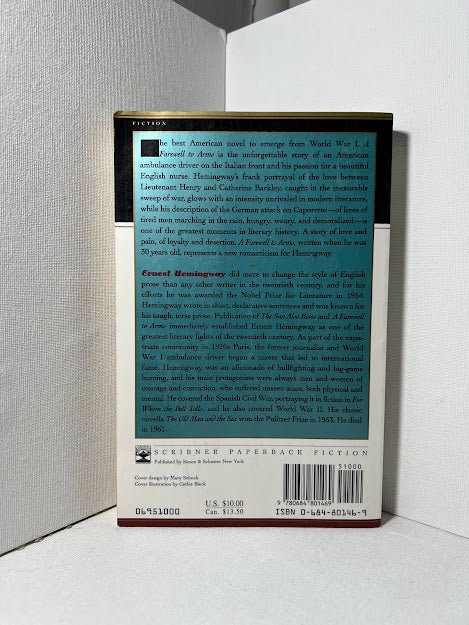 FICTION
The best American novel to emerge from World War I, A
Farewell to Arms is the unforgettable story of an American
ambulance driver on the Italian front and his passion for a beautiful
English nurse. Hemingway's frank portrayal of the love between
Lieutenant Henry and Catherine Barkley, caught in the inexorable
sweep of war, glows with an intensity unrivaled in modern literature,
while his description of the German attack on Caporetto—of lines of
tired men marching in the rain, hungry, weary, and demoralized—is
one of the greatest moments in literary history. A story of love and
pain, of loyalty and desertion, A Farewell to Arms, written when he was
30 years old, represents a new romanticism for Hemingway.
Ernest Hemingway did more to change the style of English
prose than any other writer in the twentieth century, and for
his efforts he was awarded the Nobel Prize for Literature in 1954.
Hemingway wrote in short, declarative sentences and was known for
his tough, terse prose. Publication of The Sun Also Rises and A Farewell
to Arms immediately established Ernest Hemingway as one of the
greatest literary lights of the twentieth century. As part of the expa-
triate community in 1920s Paris, the former journalist and World
War I ambulance driver began a career that led to international
fame. Hemingway was an aficionado of bullfighting and big-game
hunting, and his main protagonists were always men and women of
courage and conviction, who suffered unseen scars, both physical and
mental. He covered the Spanish Civil War, portraying it in fiction in For
Whom the Bell Tolls, and he also covered World War II. His classic
novella The Old Man and the Sea won the Pulitzer Prize in 1953. He died
in 1961.
SCRIBNER PAPERBACK FICTION
Published by Simon & Schuster New York
Cover design by Mary Schuck
Cover illustration by Cathie Bleck
06951000
U.S. $10.00
Can. $13.50
51000
9 780684 801469
ISBN 0-684-80146-9